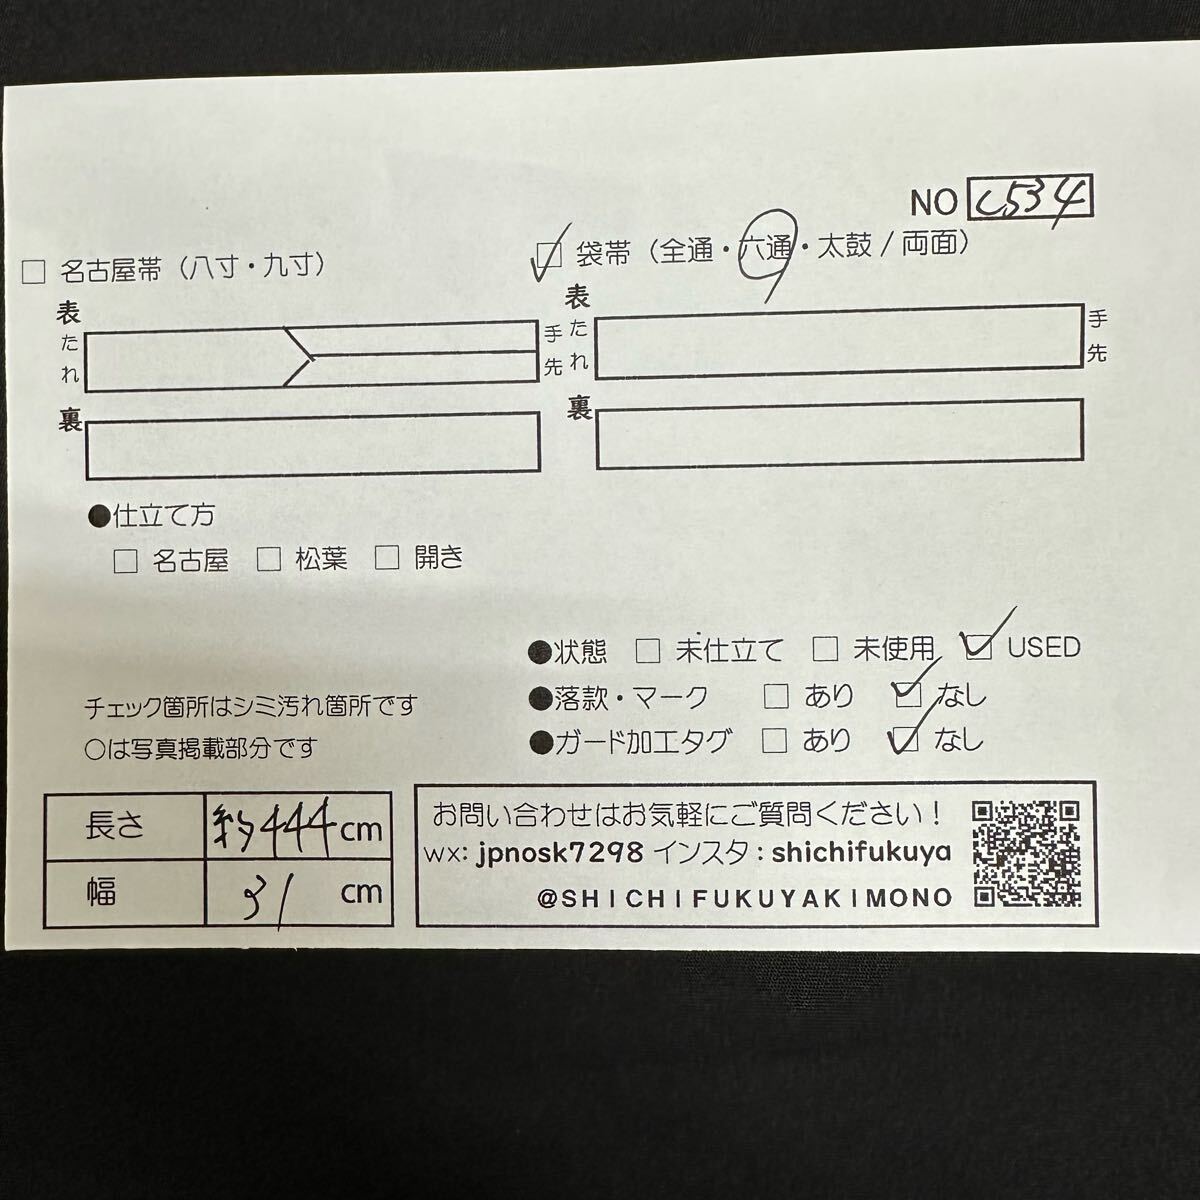 NO C534
□ 名古屋帯（八寸・九寸）
☑ 袋帯（全通・六通・太鼓/両面）
表
たれ
手先
裏
表
たれ
手先
裏
●仕立て方
□ 名古屋 □ 松葉 □ 開き
●状態 □ 未仕立て □ 未使用 ☑ USED
●落款・マーク □ あり ☑ なし
●ガード加工タグ □ あり ☑ なし
チェック箇所はシミ汚れ箇所です
○は写真掲載部分です
長さ 約444cm
幅 31 cm
お問い合わせはお気軽にご質問ください！
wx: jpnosk7298 インスタ：shichifukuya
@SHICHIFUKUYAKIMONO